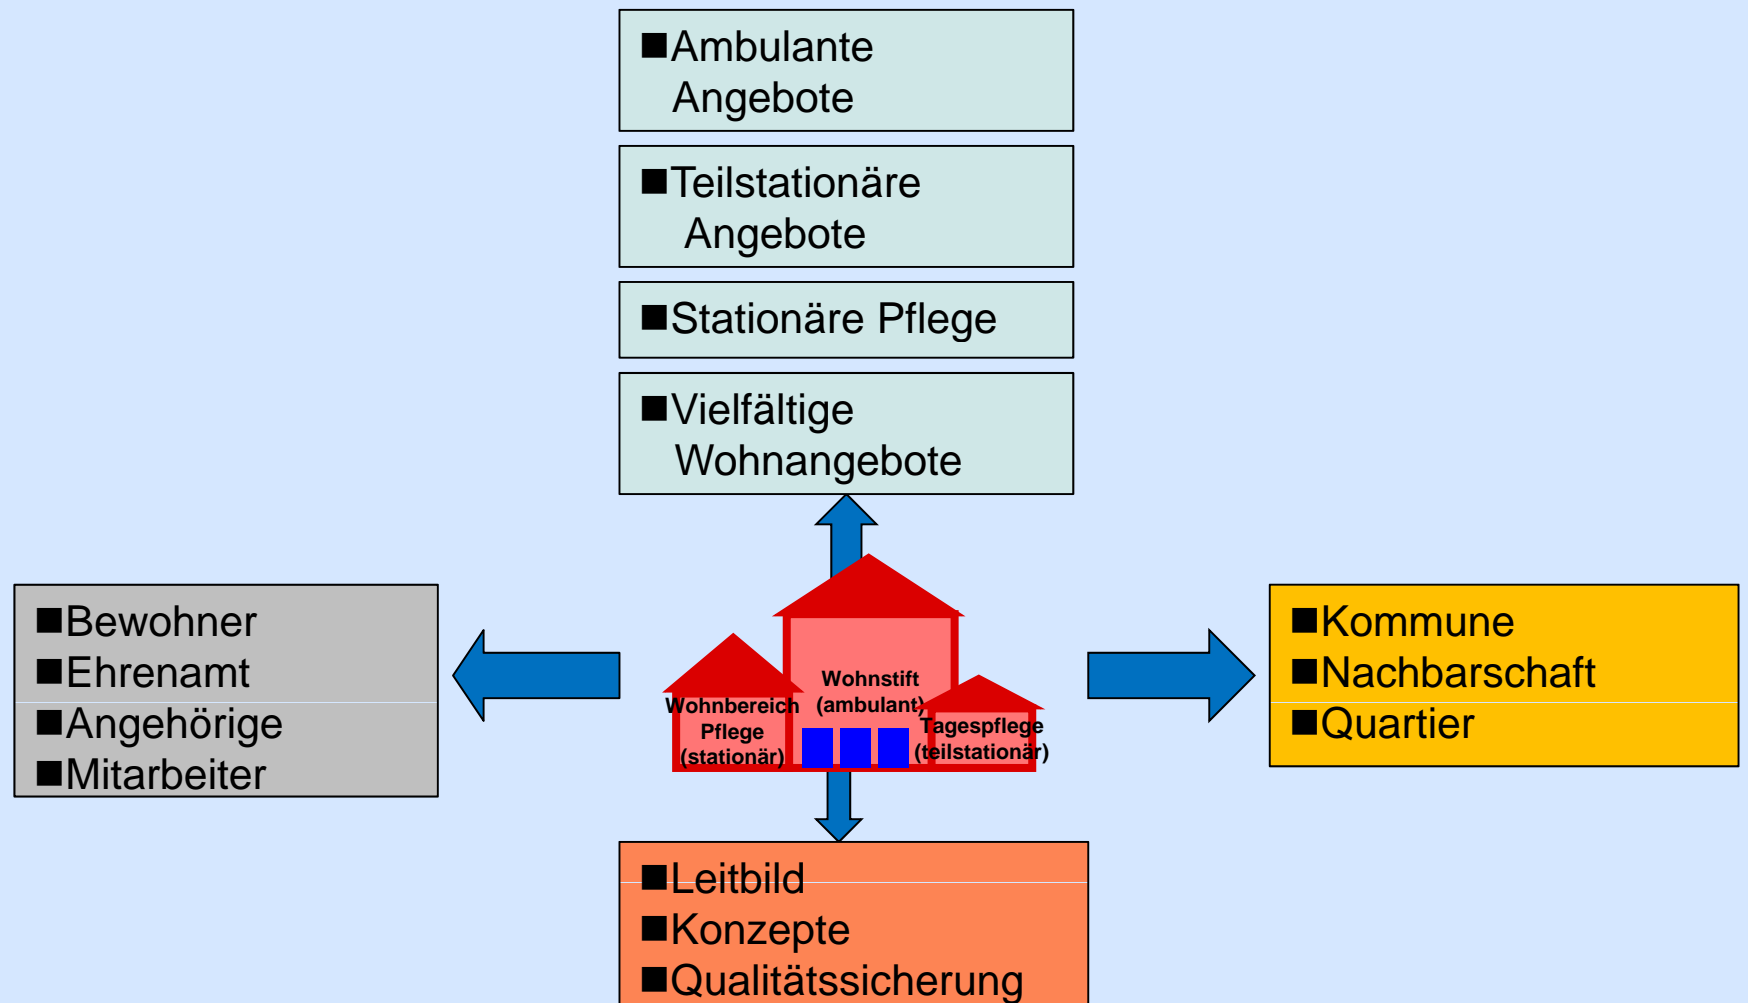 ■Ambulante
Angebote
■Teilstationäre
Angebote
■Stationäre Pflege
■Vielfältige
Wohnangebote
■Bewohner
■Ehrenamt
■Angehörige
■Mitarbeiter
Wohnbereich
Pflege
(stationär)
Wohnstift
(ambulant)
Tagespflege
(teilstationär)
■Kommune
■Nachbarschaft
■Quartier
■Leitbild
■Konzepte
■Qualitätssicherung